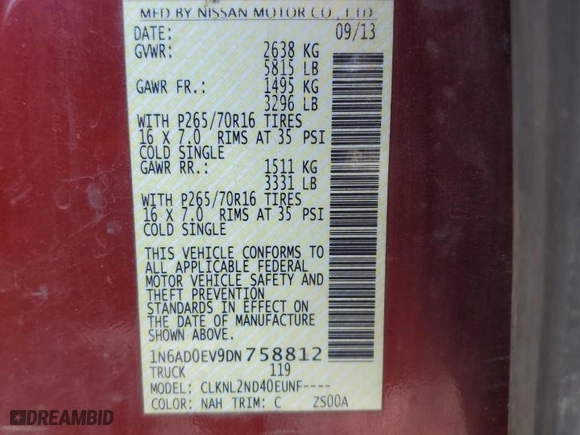 MFD BY NISSAN MOTOR CO., LTD.
DATE: 09/13
GVWR: 2638 KG
5815 LB
GAWR FR.: 1495 KG
3296 LB
WITH P265/70R16 TIRES
16 X 7.0 RIMS AT 35 PSI
COLD SINGLE
GAWR RR.: 1511 KG
3331 LB
WITH P265/70R16 TIRES
16 X 7.0 RIMS AT 35 PSI
COLD SINGLE
THIS VEHICLE CONFORMS TO
ALL APPLICABLE FEDERAL
MOTOR VEHICLE SAFETY AND
THEFT PREVENTION
STANDARDS IN EFFECT ON
THE DATE OF MANUFACTURE
SHOWN ABOVE.
1N6AD0EV9DN758812
TRUCK 119
MODEL: CLKNL2ND40EUNF----
COLOR: NAH TRIM: C ZS00A
DREAMBID